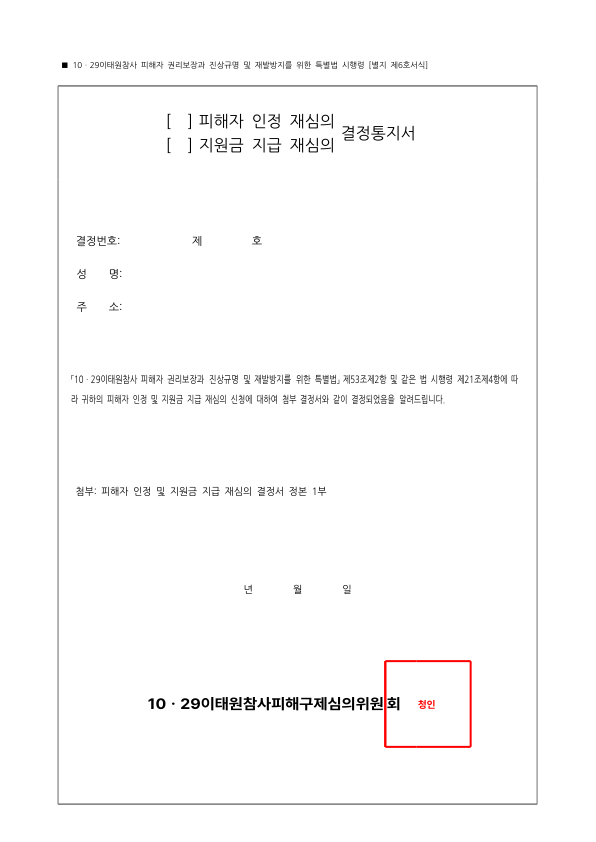 ■ 10 · 29이태원참사 피해자 권리보장과 진상규명 및 재발방지를 위한 특별법 시행령 [별지 제6호서식]
[  ] 피해자 인정 재심의
결정통지서
[  ] 지원금 지급 재심의
결정번호: 제 호
성 명:
주 소:
「10 · 29이태원참사 피해자 권리보장과 진상규명 및 재발방지를 위한 특별법」 제53조제2항 및 같은 법 시행령 제21조제4항에 따
라 귀하의 피해자 인정 및 지원금 지급 재심의 신청에 대하여 첨부 결정서와 같이 결정되었음을 알려드립니다.
첨부: 피해자 인정 및 지원금 지급 재심의 결정서 정본 1부
년 월 일
10 · 29이태원참사피해구제심의위원회 청인